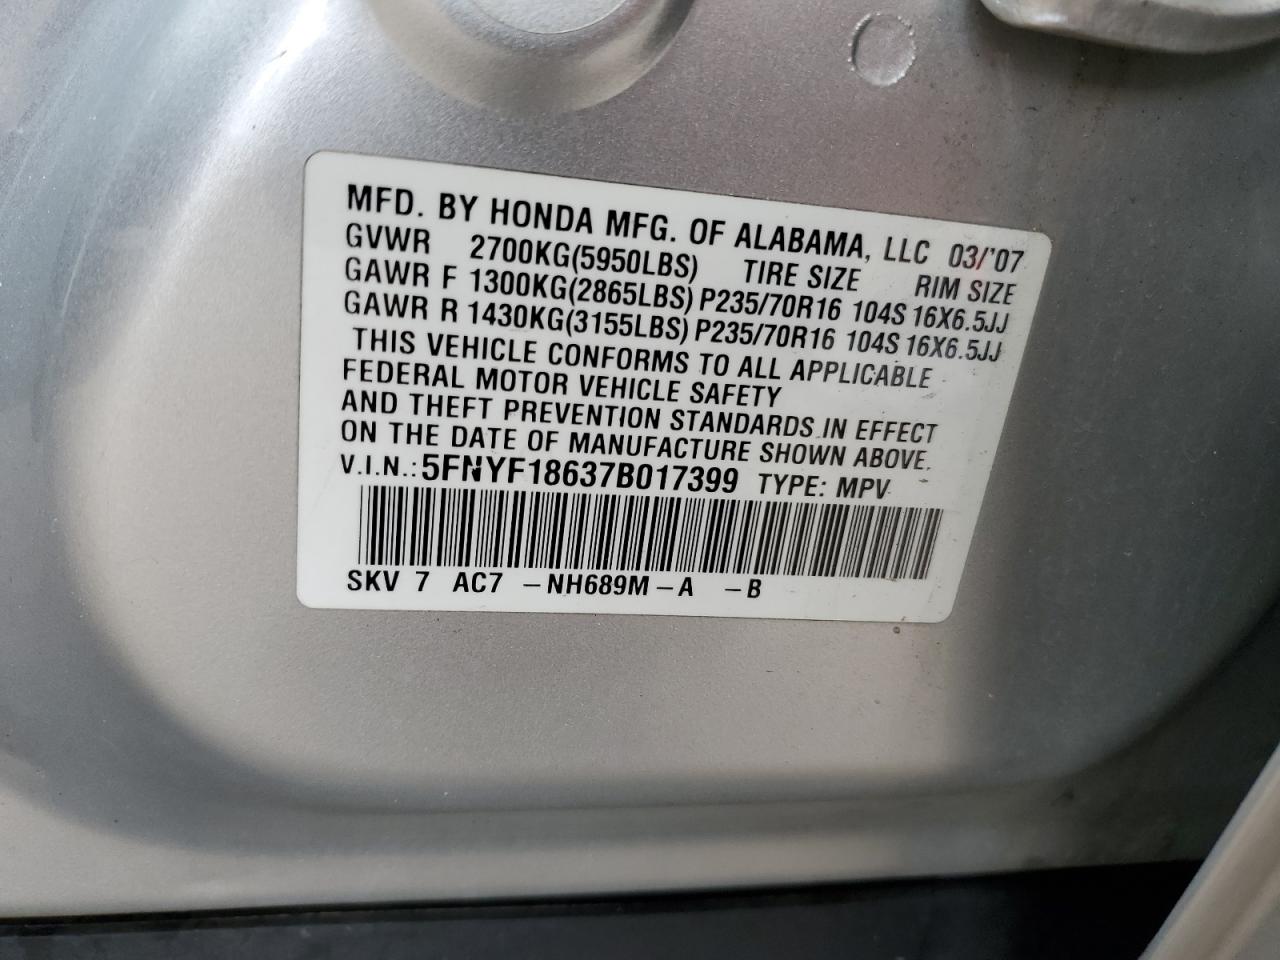 MFD. BY HONDA MFG. OF ALABAMA, LLC 03/'07
GVWR 2700KG(5950LBS) TIRE SIZE RIM SIZE
GAWR F 1300KG(2865LBS) P235/70R16 104S 16X6.5JJ
GAWR R 1430KG(3155LBS) P235/70R16 104S 16X6.5JJ
THIS VEHICLE CONFORMS TO ALL APPLICABLE
FEDERAL MOTOR VEHICLE SAFETY
AND THEFT PREVENTION STANDARDS IN EFFECT
ON THE DATE OF MANUFACTURE SHOWN ABOVE.
V.I.N.: 5FNYF18637B017399 TYPE: MPV
SKV 7 AC7 -NH689M-A -B